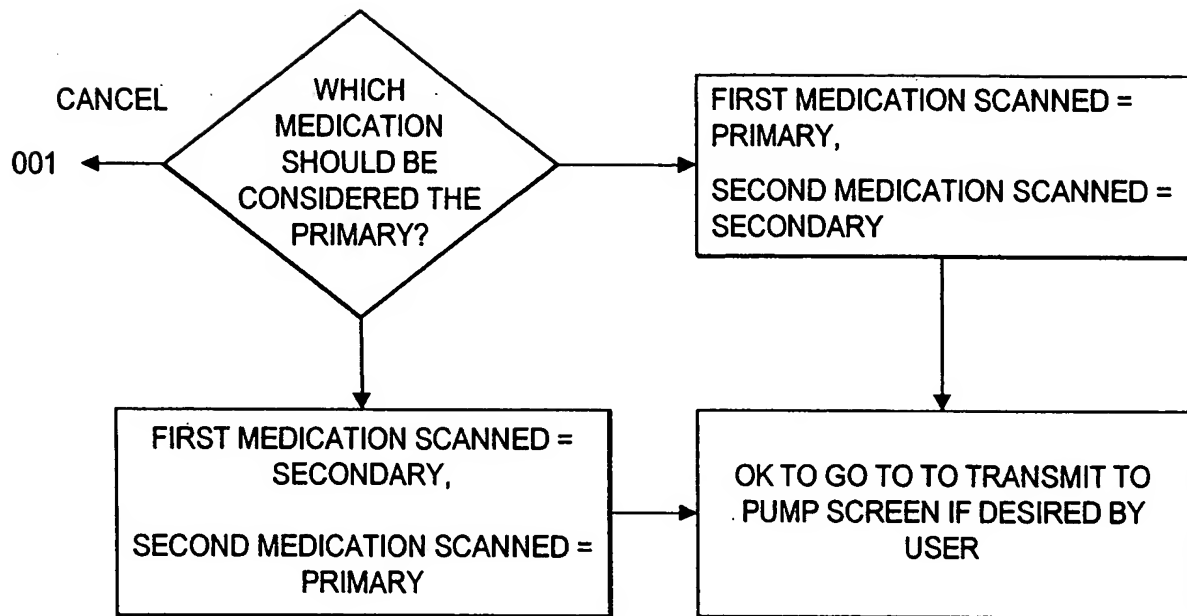 CANCEL
001
WHICH
MEDICATION
SHOULD BE
CONSIDERED THE
PRIMARY?
FIRST MEDICATION SCANNED =
PRIMARY,
SECOND MEDICATION SCANNED =
SECONDARY
FIRST MEDICATION SCANNED =
SECONDARY,
SECOND MEDICATION SCANNED =
PRIMARY
OK TO GO TO TO TRANSMIT TO
PUMP SCREEN IF DESIRED BY
USER